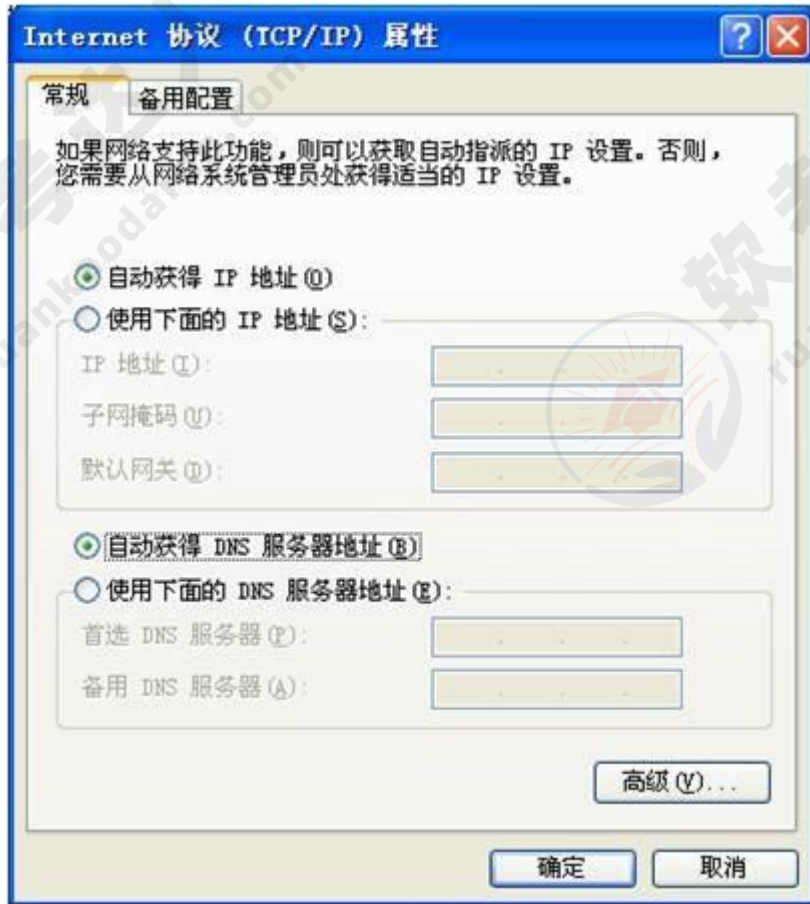 Internet 协议 (TCP/IP) 属性
常规
备用配置
如果网络支持此功能，则可以获取自动指派的 IP 设置。否则，
您需要从网络系统管理员处获得适当的 IP 设置。
自动获得 IP 地址(O)
使用下面的 IP 地址(S):
IP 地址(I):
子网掩码(U):
默认网关(D):
自动获得 DNS 服务器地址(B)
使用下面的 DNS 服务器地址(E):
首选 DNS 服务器(P):
备用 DNS 服务器(A):
高级(V)...
确定
取消